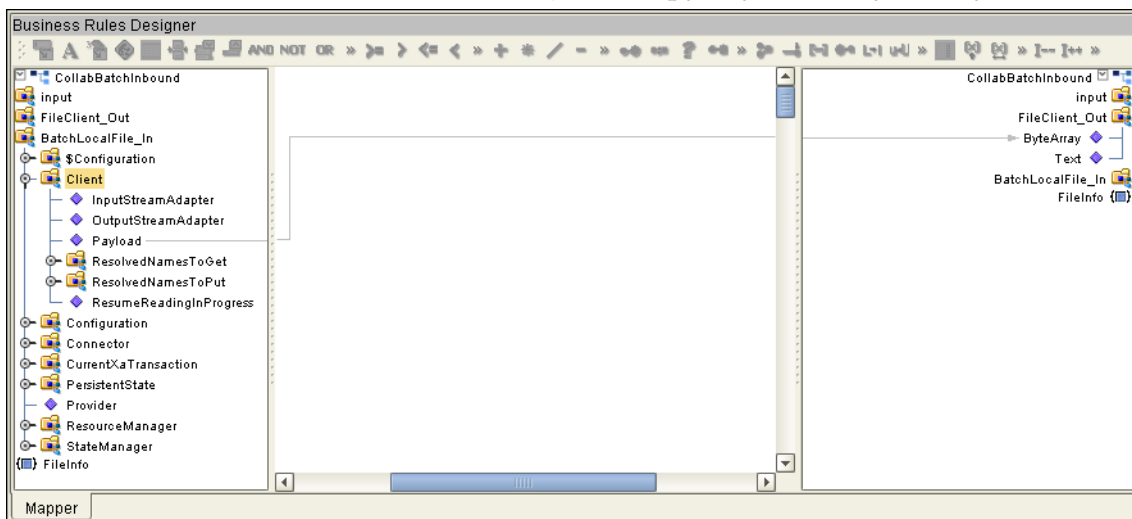 Business Rules Designer
A AND NOT OR » >= > <= < » + * / - » ? » » I-- I++ »
CollabBatchInbound
input
FileClient_Out
BatchLocalFile_In
$Configuration
Client
InputStreamAdapter
OutputStreamAdapter
Payload
ResolvedNamesToGet
ResolvedNamesToPut
ResumeReadingInProgress
Configuration
Connector
CurrentXaTransaction
PersistentState
Provider
ResourceManager
StateManager
FileInfo
CollabBatchInbound
input
FileClient_Out
ByteArray
Text
BatchLocalFile_In
FileInfo
Mapper